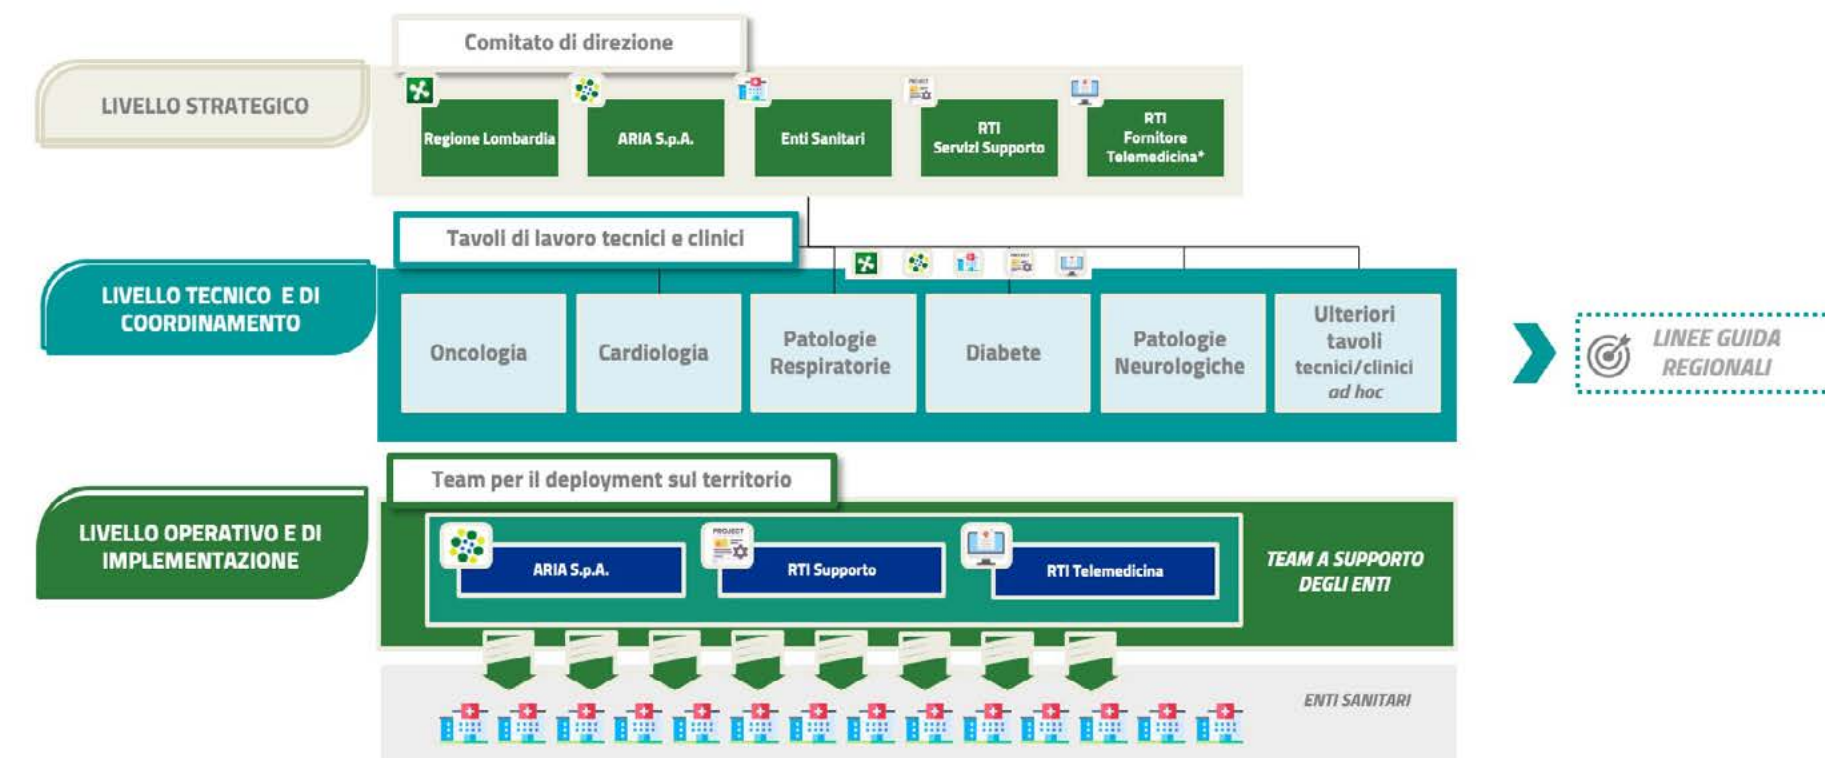 Comitato di direzione
LIVELLO STRATEGICO
Regione Lombardia
ARIA S.p.A.
Enti Sanitari
RTI
Servizi Supporto
RTI
Fornitore
Telemedicina*
Tavoli di lavoro tecnici e clinici
LIVELLO TECNICO E DI
COORDINAMENTO
Oncologia
Cardiologia
Patologie
Respiratorie
Diabete
Patologie
Neurologiche
Ulteriori
tavoli
tecnici/clinici
ad hoc
LINEE GUIDA
REGIONALI
Team per il deployment sul territorio
LIVELLO OPERATIVO E DI
IMPLEMENTAZIONE
PROJECT
ARIA S.p.A.
RTI Supporto
RTI Telemedicina
TEAM A SUPPORTO
DEGLI ENTI
ENTI SANITARI